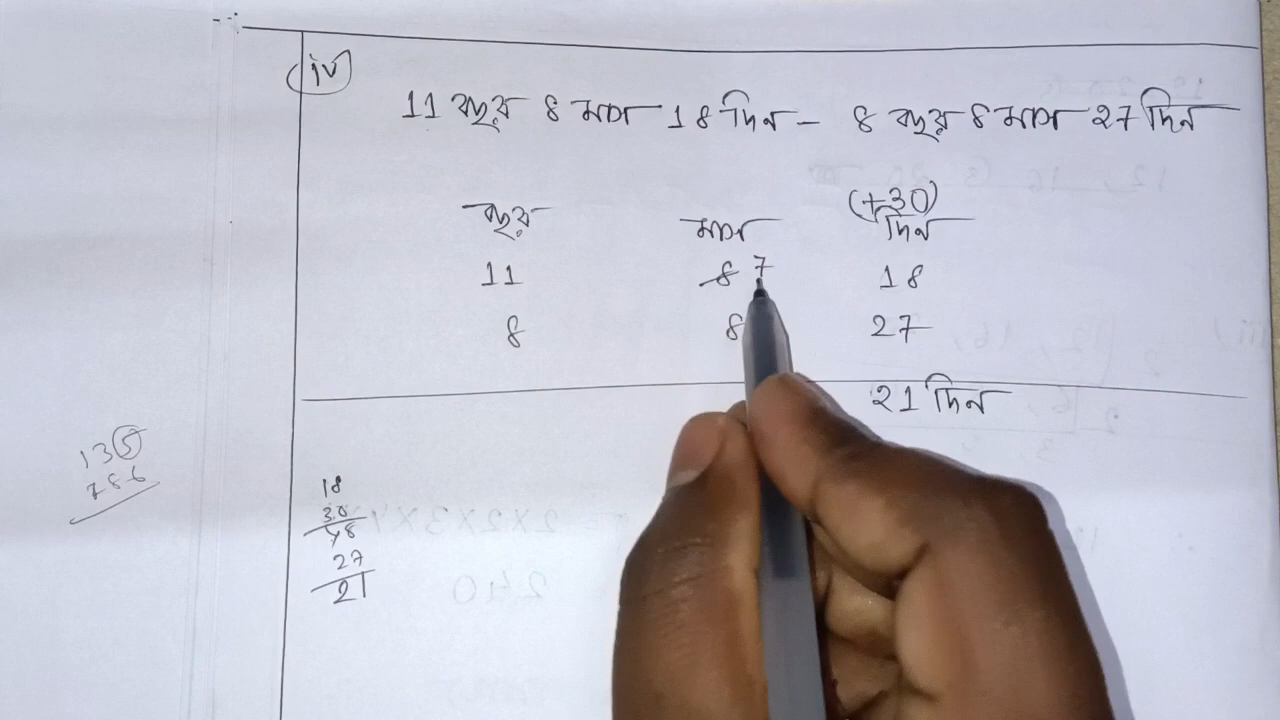 iv
11 বছর 8 মাস 18 দিন - 8 বছর 8 মাস 27 দিন
(+30)
বছর মাস দিন
11 8 7 18
8 8 27
21 দিন
135
786
18
30
48
27
21